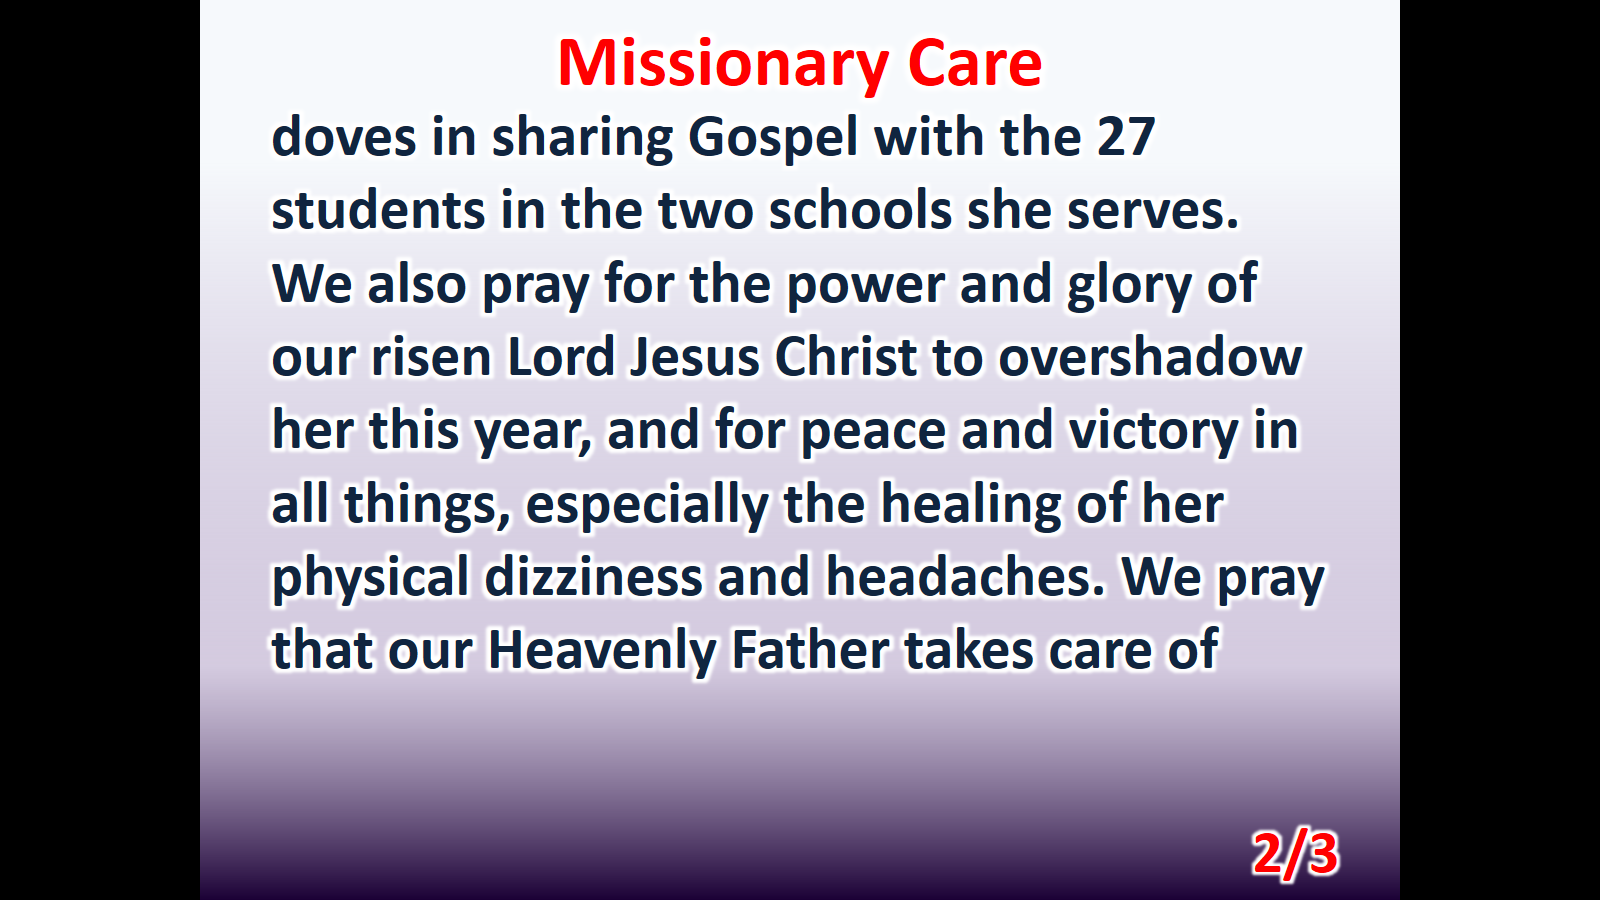 Missionary Care
doves in sharing Gospel with the 27
students in the two schools she serves.
We also pray for the power and glory of
our risen Lord Jesus Christ to overshadow
her this year, and for peace and victory in
all things, especially the healing of her
physical dizziness and headaches. We pray
that our Heavenly Father takes care of
2/3